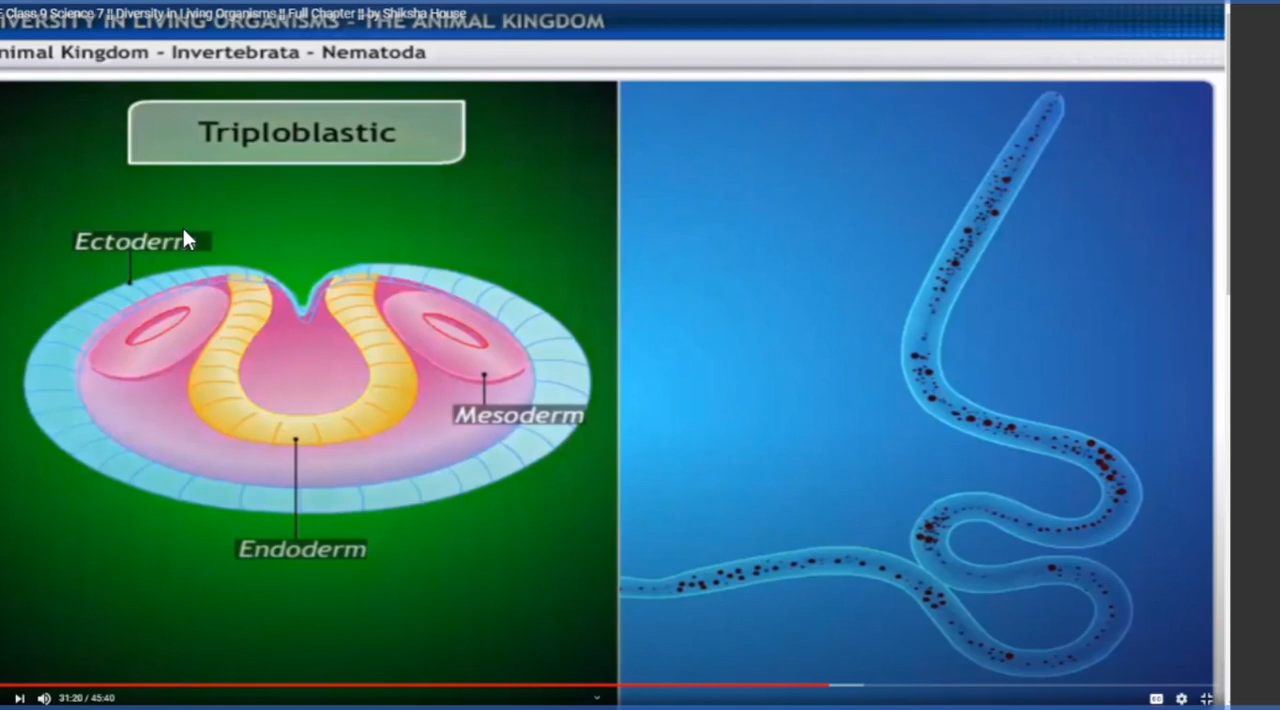 Class 9 Science 7 || Diversity in Living Organisms || Full Chapter || by Shiksha House
IVERSITY IN LIVING ORGANISMS - THE ANIMAL KINGDOM
nimal Kingdom - Invertebrata - Nematoda
Triploblastic
Ectoderm
Mesoderm
Endoderm
31:20 / 45:40